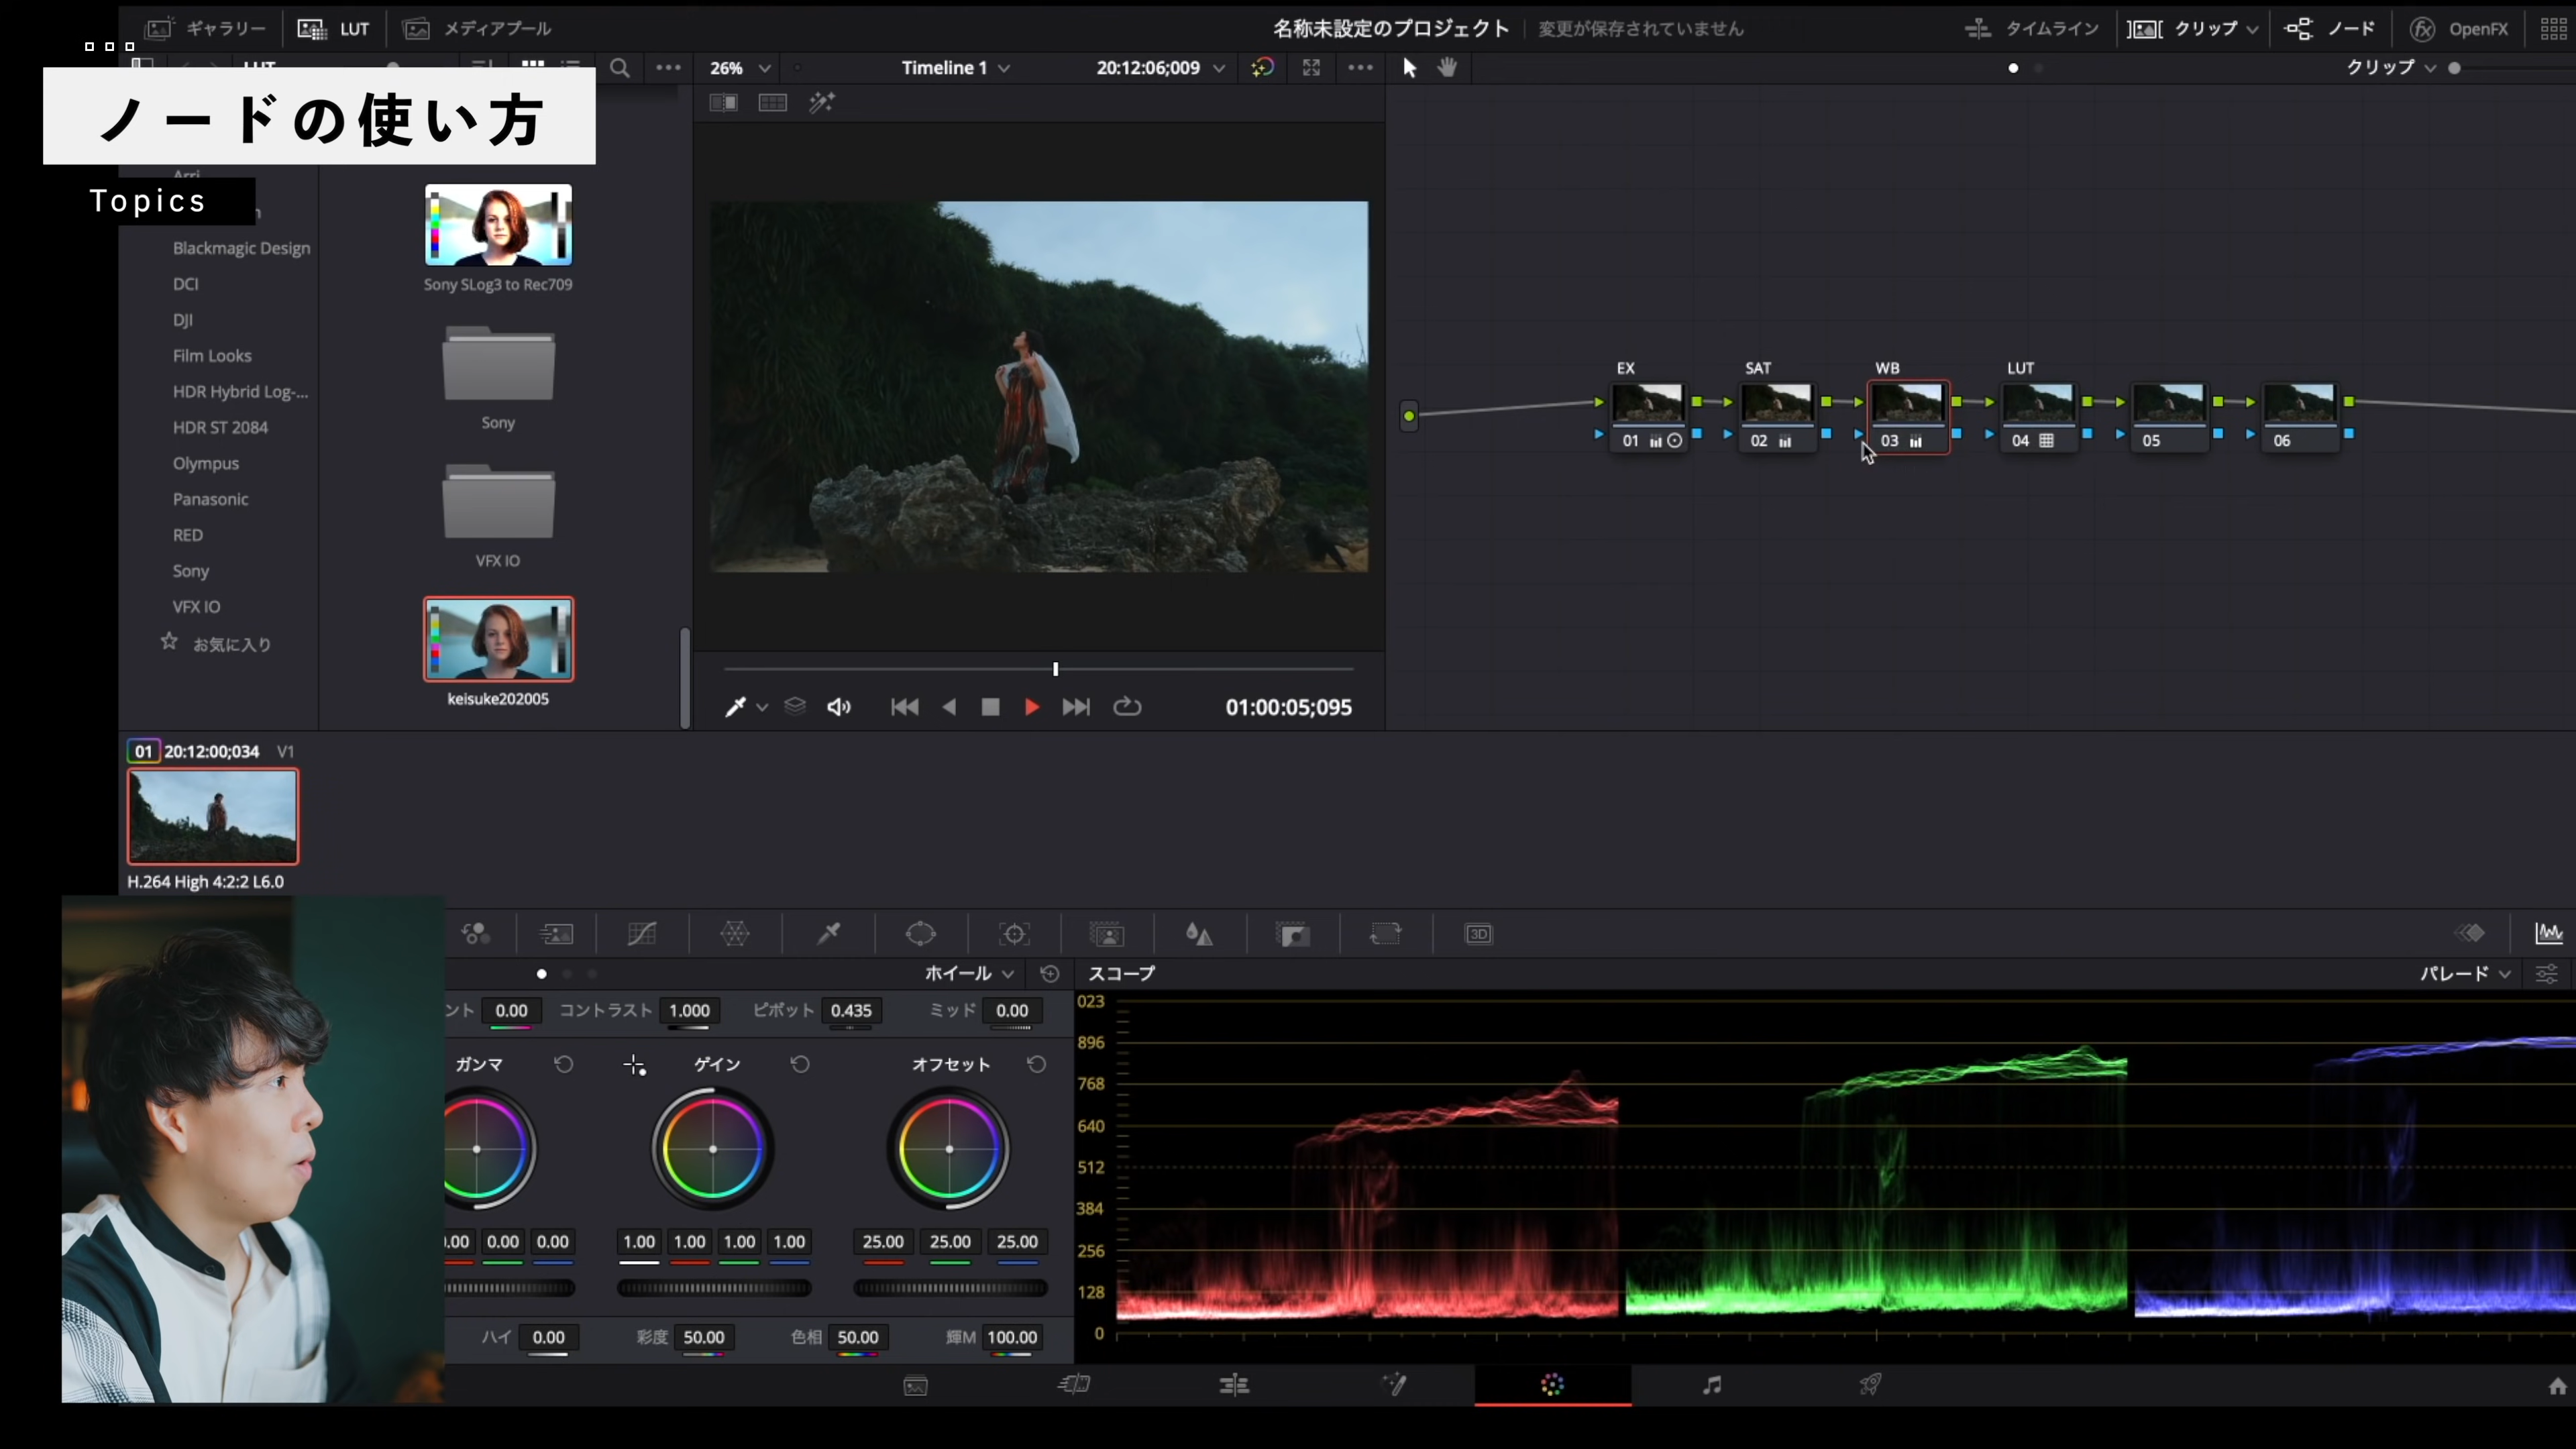 ギャラリー LUT メディアプール 名称未設定のプロジェクト 変更が保存されていません タイムライン クリップ ノード OpenFX
26% Timeline 1 20:12:06;009 クリップ
ノードの使い方
Topics
Blackmagic Design
DCI
DJI
Film Looks
HDR Hybrid Log-...
HDR ST 2084
Olympus
Panasonic
RED
Sony
VFX IO
お気に入り
Sony SLog3 to Rec709
Sony
VFX IO
keisuke202005
EX SAT WB LUT
01 02 03 04 05 06
01:00:05;095
01 20:12:00;034 V1
H.264 High 4:2:2 L6.0
3D
ホイール スコープ パレード
ント 0.00 コントラスト 1.000 ピボット 0.435 ミッド 0.00
ガンマ ゲイン オフセット
.00 0.00 0.00 1.00 1.00 1.00 1.00 25.00 25.00 25.00
ハイ 0.00 彩度 50.00 色相 50.00 輝M 100.00
023
896
768
640
512
384
256
128
0